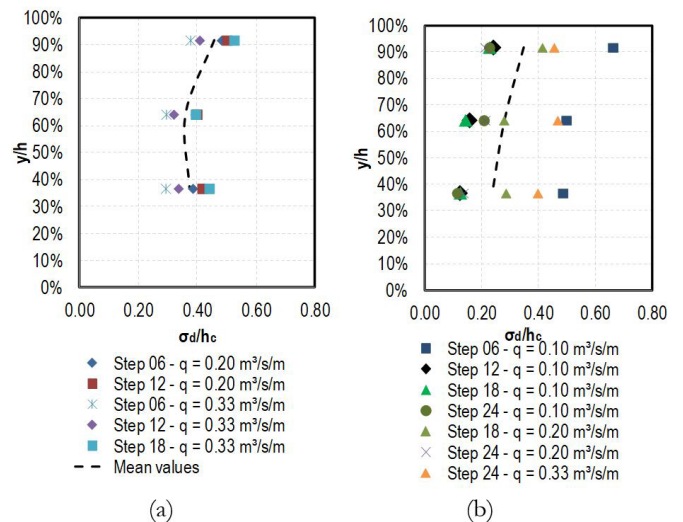 100%
90%
80%
70%
60%
50%
40%
30%
20%
10%
0%
y/h
0.00 0.20 0.40 0.60 0.80
σd/hc
Step 06 - q = 0.20 m³/s/m
Step 12 - q = 0.20 m³/s/m
Step 06 - q = 0.33 m³/s/m
Step 12 - q = 0.33 m³/s/m
Step 18 - q = 0.33 m³/s/m
Mean values
(a)
100%
90%
80%
70%
60%
50%
40%
30%
20%
10%
0%
y/h
0.00 0.20 0.40 0.60 0.80
σd/hc
Step 06 - q = 0.10 m³/s/m
Step 12 - q = 0.10 m³/s/m
Step 18 - q = 0.10 m³/s/m
Step 24 - q = 0.10 m³/s/m
Step 18 - q = 0.20 m³/s/m
Step 24 - q = 0.20 m³/s/m
Step 24 - q = 0.33 m³/s/m
(b)